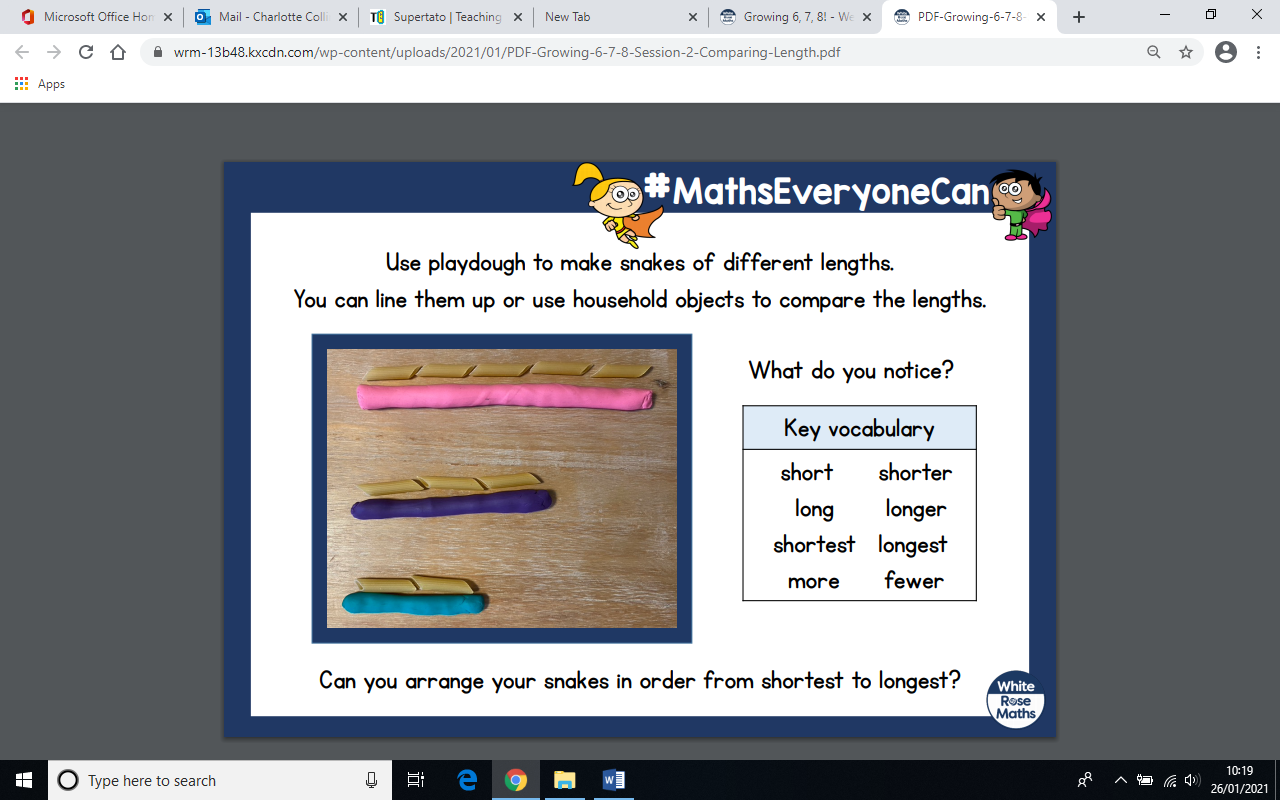 Microsoft Office Hon
Mail - Charlotte Colli
Supertato | Teaching
New Tab
Growing 6, 7, 8! - We
PDF-Growing-6-7-8-
wrm-13b48.kxcdn.com/wp-content/uploads/2021/01/PDF-Growing-6-7-8-Session-2-Comparing-Length.pdf
Apps
#MathsEveryoneCan
Use playdough to make snakes of different lengths.
You can line them up or use household objects to compare the lengths.
What do you notice?
Key vocabulary
short shorter
long longer
shortest longest
more fewer
Can you arrange your snakes in order from shortest to longest?
White
Rose
Maths
Type here to search
10:19
26/01/2021